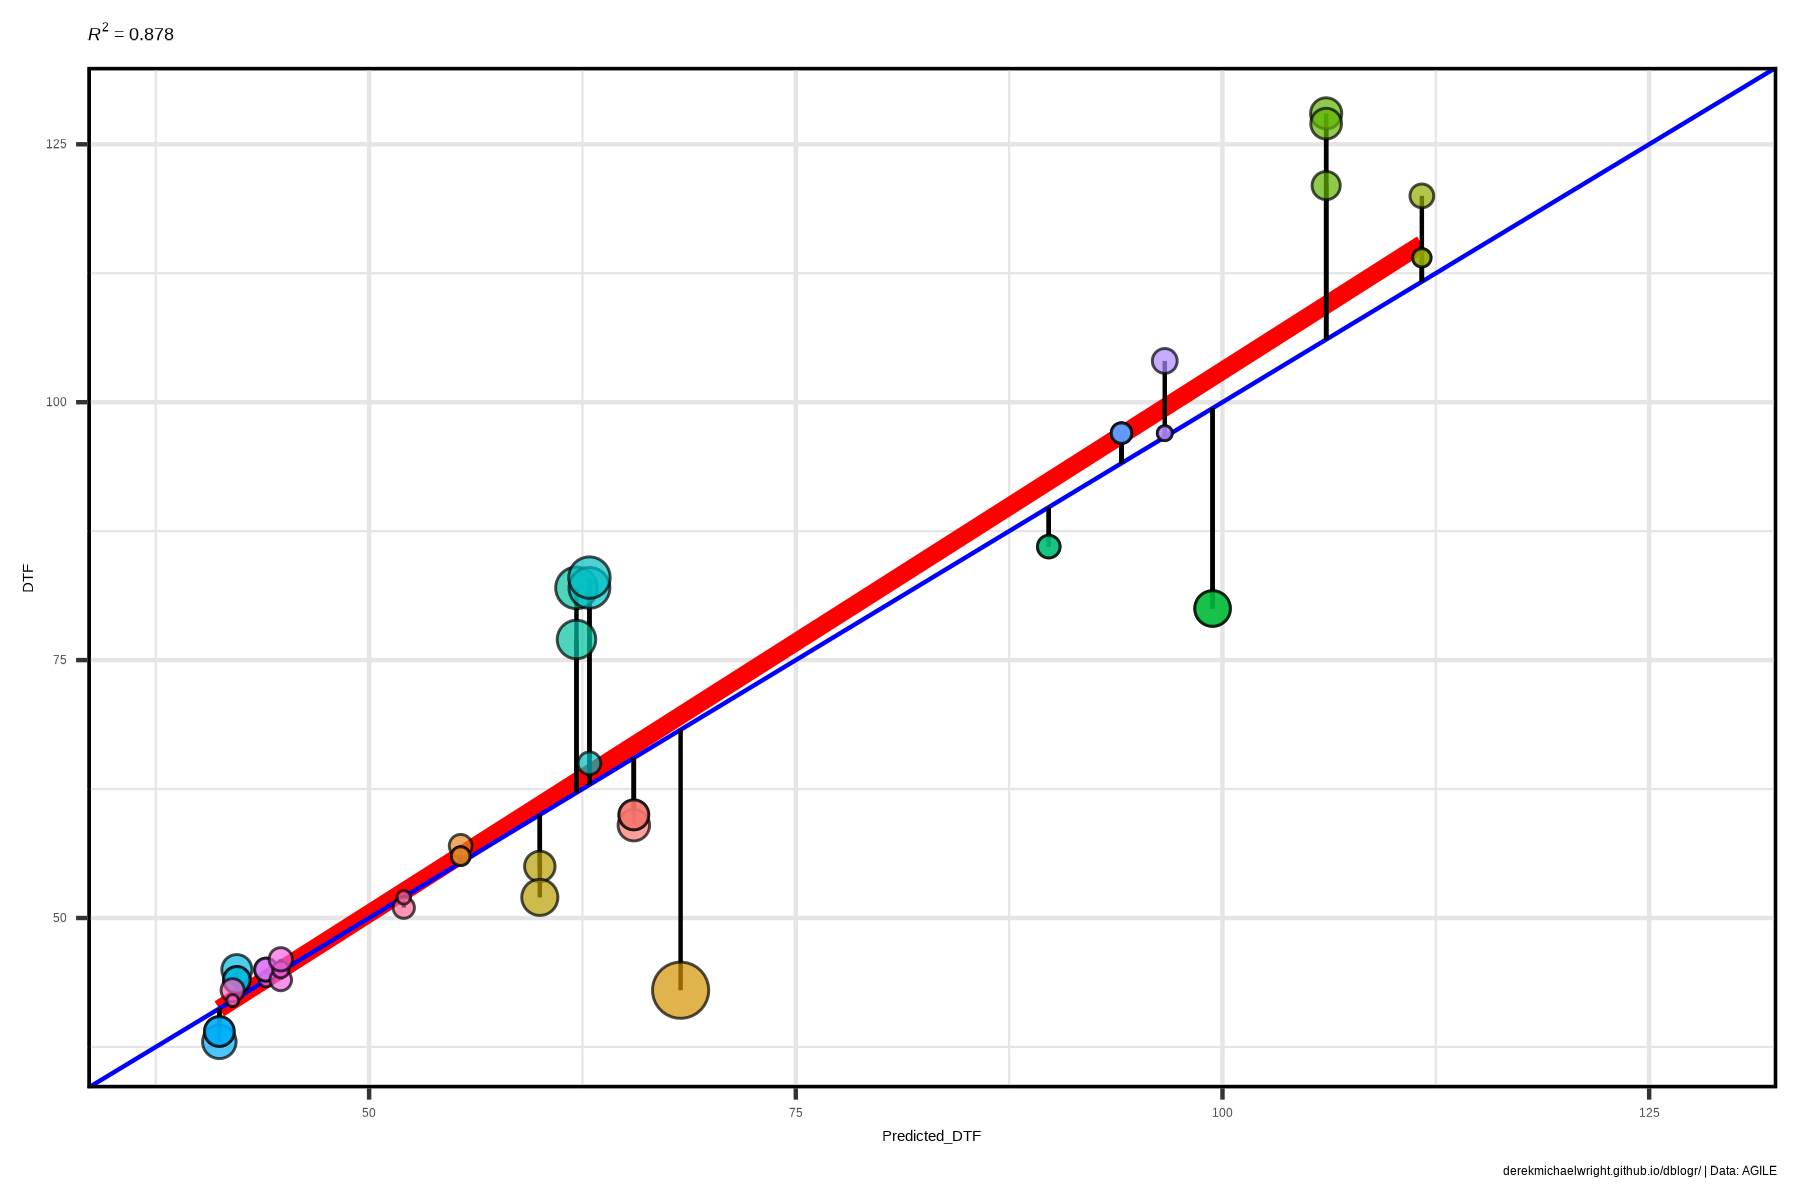 R² = 0.878
125
100
75
50
DTF
50
75
100
125
Predicted_DTF
derekmichaelwright.github.io/dblogr/ | Data: AGILE